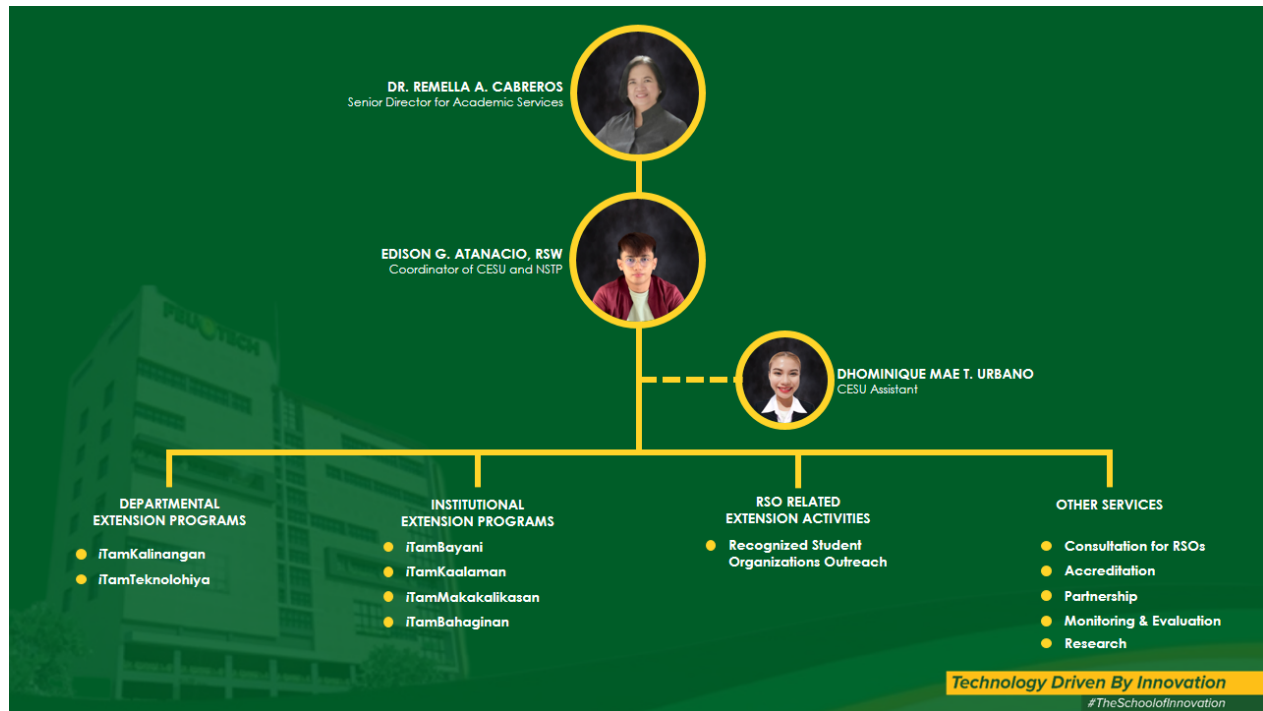 DR. REMELLA A. CABREROS
Senior Director for Academic Services
EDISON G. ATANACIO, RSW
Coordinator of CESU and NSTP
FEU TECH
DHOMINIQUE MAE T. URBANO
CESU Assistant
DEPARTMENTAL
EXTENSION PROGRAMS
iTamKalinangan
iTamTeknolohiya
INSTITUTIONAL
EXTENSION PROGRAMS
iTamBayani
iTamKaalaman
iTamMakakalikasan
iTamBahaginan
RSO RELATED
EXTENSION ACTIVITIES
Recognized Student
Organizations Outreach
OTHER SERVICES
Consultation for RSOs
Accreditation
Partnership
Monitoring & Evaluation
Research
Technology Driven By Innovation
#TheSchoolofInnovation